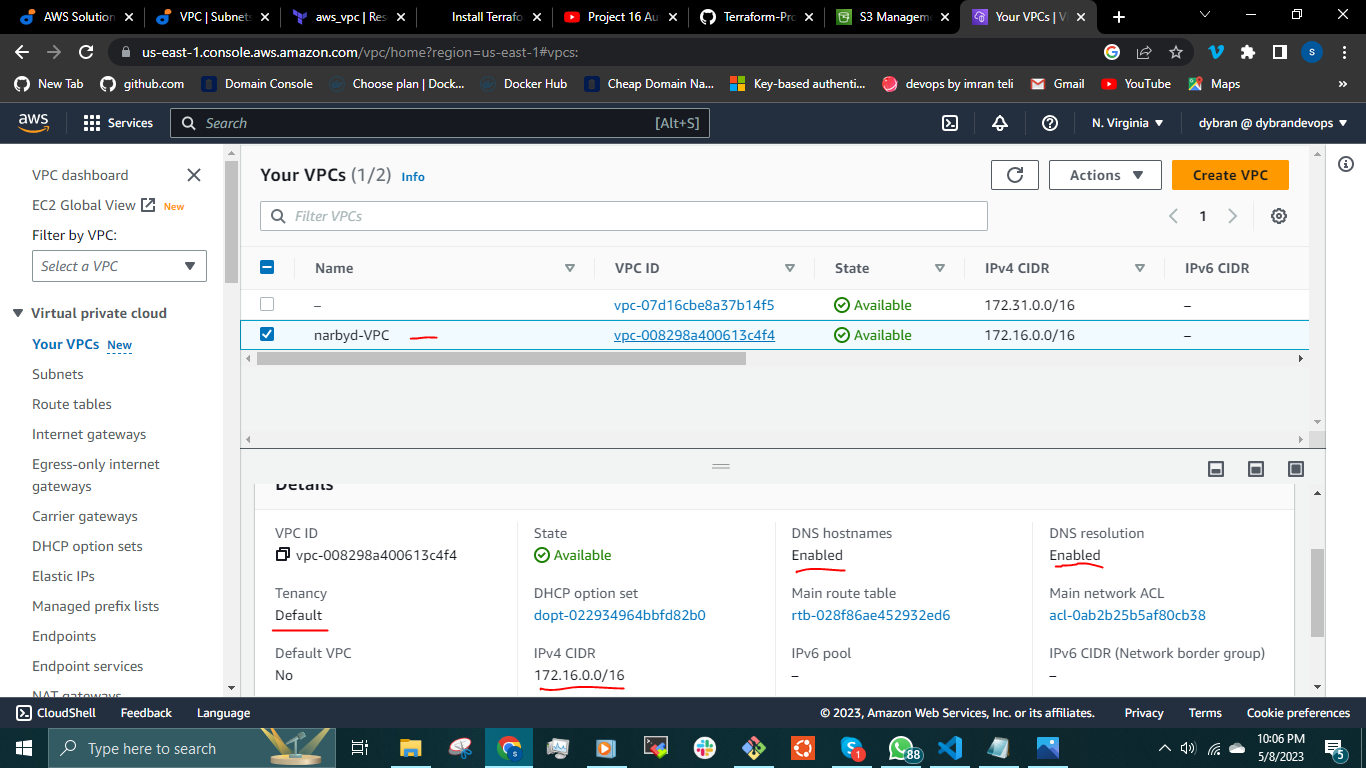 AWS Solution
VPC | Subnets
aws_vpc | Res
Install Terrafo
Project 16 Au
Terraform-Pro
S3 Managem
Your VPCs | V
us-east-1.console.aws.amazon.com/vpc/home?region=us-east-1#vpcs:
New Tab
github.com
Domain Console
Choose plan | Dock...
Docker Hub
Cheap Domain Na...
Key-based authenti...
devops by imran teli
Gmail
YouTube
Maps
»
aws
Services
Search
[Alt+S]
N. Virginia
dybran @ dybrandevops
VPC dashboard
EC2 Global View New
Filter by VPC:
Select a VPC
Virtual private cloud
Your VPCs New
Subnets
Route tables
Internet gateways
Egress-only internet
gateways
Carrier gateways
DHCP option sets
Elastic IPs
Managed prefix lists
Endpoints
Endpoint services
NAT gateways
Your VPCs (1/2) Info
Actions
Create VPC
Filter VPCs
1
Name VPC ID State IPv4 CIDR IPv6 CIDR
– vpc-07d16cbe8a37b14f5 Available 172.31.0.0/16 –
narbyd-VPC vpc-008298a400613c4f4 Available 172.16.0.0/16 –
Details
VPC ID
vpc-008298a400613c4f4
State
Available
DNS hostnames
Enabled
DNS resolution
Enabled
Tenancy
Default
DHCP option set
dopt-022934964bbfd82b0
Main route table
rtb-028f86ae452932ed6
Main network ACL
acl-0ab2b25b5af80cb38
Default VPC
No
IPv4 CIDR
172.16.0.0/16
IPv6 pool
–
IPv6 CIDR (Network border group)
–
CloudShell
Feedback
Language
© 2023, Amazon Web Services, Inc. or its affiliates.
Privacy
Terms
Cookie preferences
Type here to search
1
88
10:06 PM
5/8/2023
5